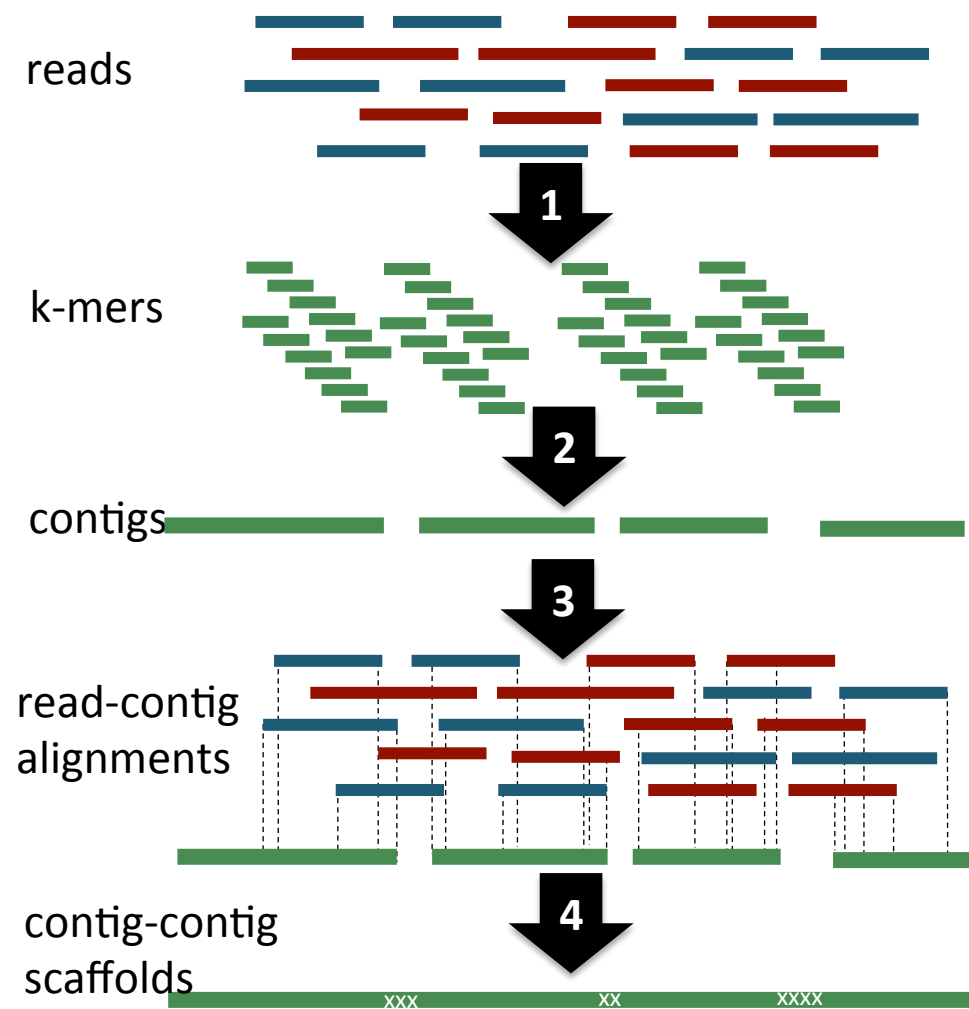 reads
1
k-mers
2
contigs
3
read-contig
alignments
4
contig-contig
scaffolds
xxx
xx
xxxx